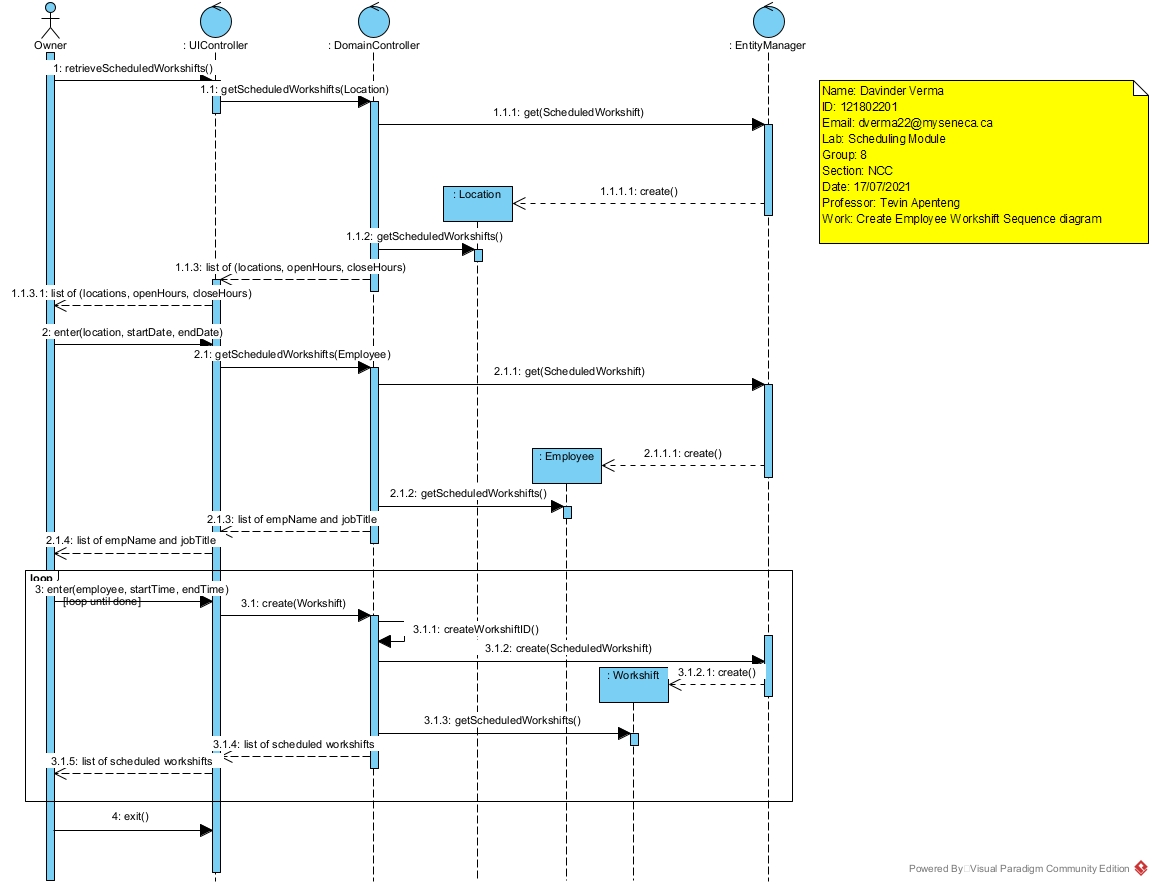 Owner
: UIController
: DomainController
: EntityManager
1: retrieveScheduledWorkshifts()
1.1: getScheduledWorkshifts(Location)
1.1.1: get(ScheduledWorkshift)
Name: Davinder Verma
ID: 121802201
Email: dverma22@myseneca.ca
Lab: Scheduling Module
Group: 8
Section: NCC
Date: 17/07/2021
Professor: Tevin Apenteng
Work: Create Employee Workshift Sequence diagram
: Location
1.1.1.1: create()
1.1.2: getScheduledWorkshifts()
1.1.3: list of (locations, openHours, closeHours)
1.1.3.1: list of (locations, openHours, closeHours)
2: enter(location, startDate, endDate)
2.1: getScheduledWorkshifts(Employee)
2.1.1: get(ScheduledWorkshift)
: Employee
2.1.1.1: create()
2.1.2: getScheduledWorkshifts()
2.1.3: list of empName and jobTitle
2.1.4: list of empName and jobTitle
loop
3: enter(employee, startTime, endTime)
[loop until done]
3.1: create(Workshift)
3.1.1: createWorkshiftID()
3.1.2: create(ScheduledWorkshift)
: Workshift
3.1.2.1: create()
3.1.3: getScheduledWorkshifts()
3.1.4: list of scheduled workshifts
3.1.5: list of scheduled workshifts
4: exit()
Powered By Visual Paradigm Community Edition